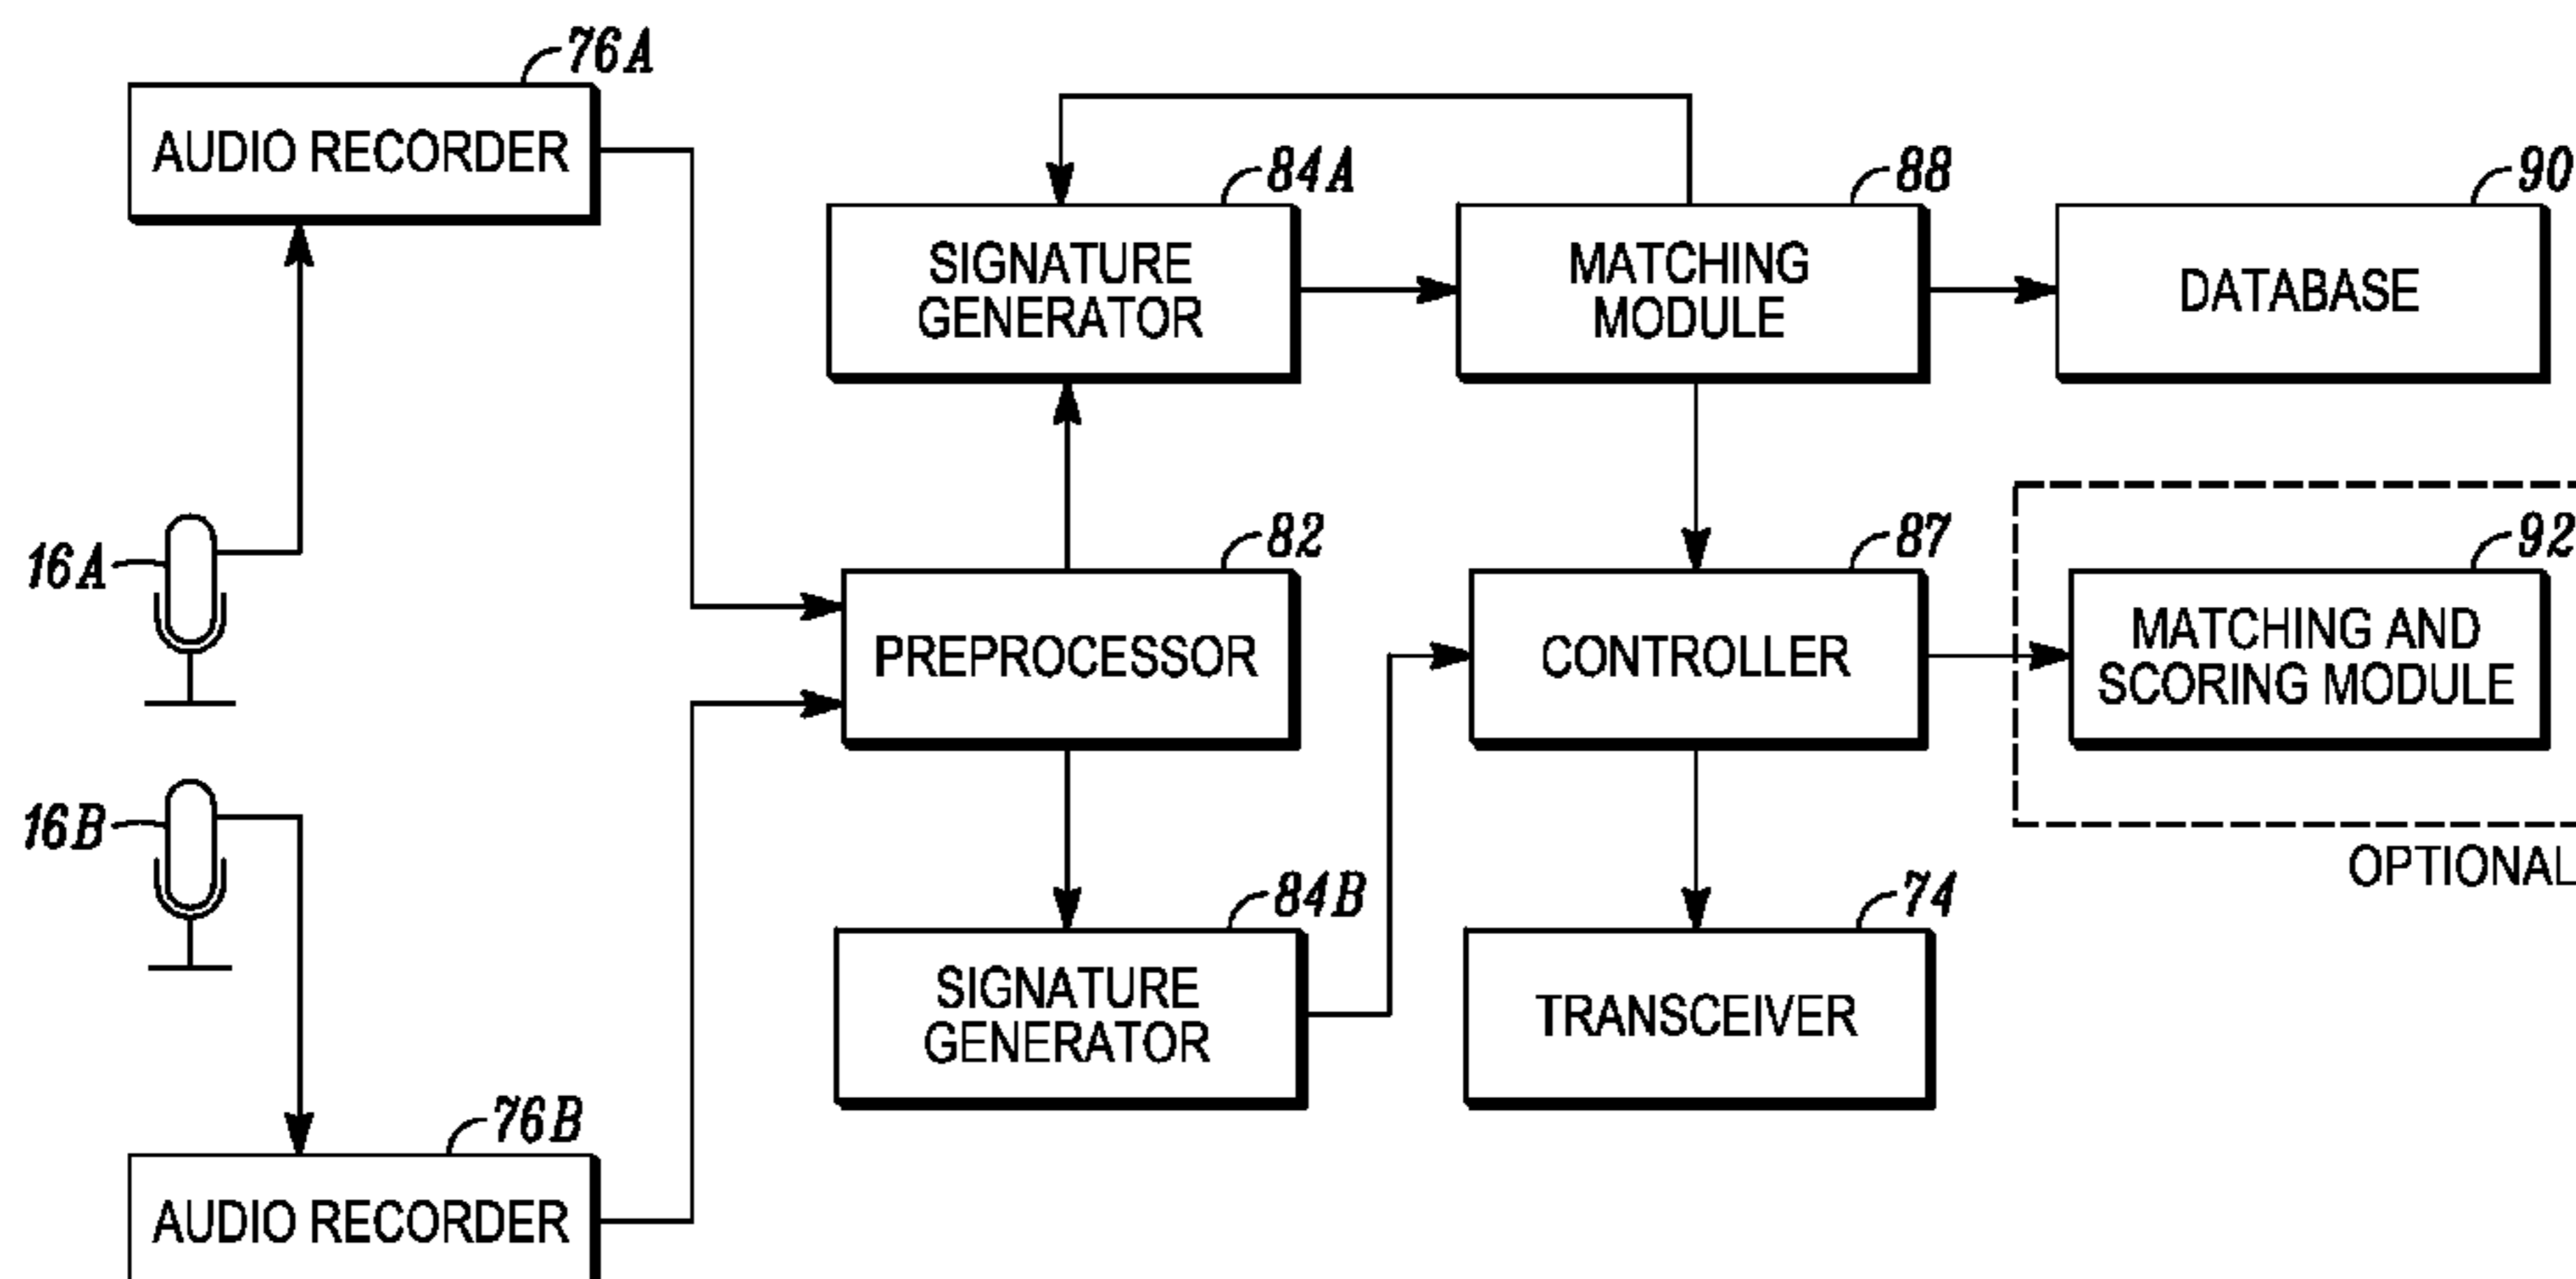 76A
AUDIO RECORDER
84A
88
90
SIGNATURE
GENERATOR
MATCHING
MODULE
DATABASE
16A
82
87
92
PREPROCESSOR
CONTROLLER
MATCHING AND
SCORING MODULE
16B
OPTIONAL
84B
74
SIGNATURE
GENERATOR
TRANSCEIVER
76B
AUDIO RECORDER